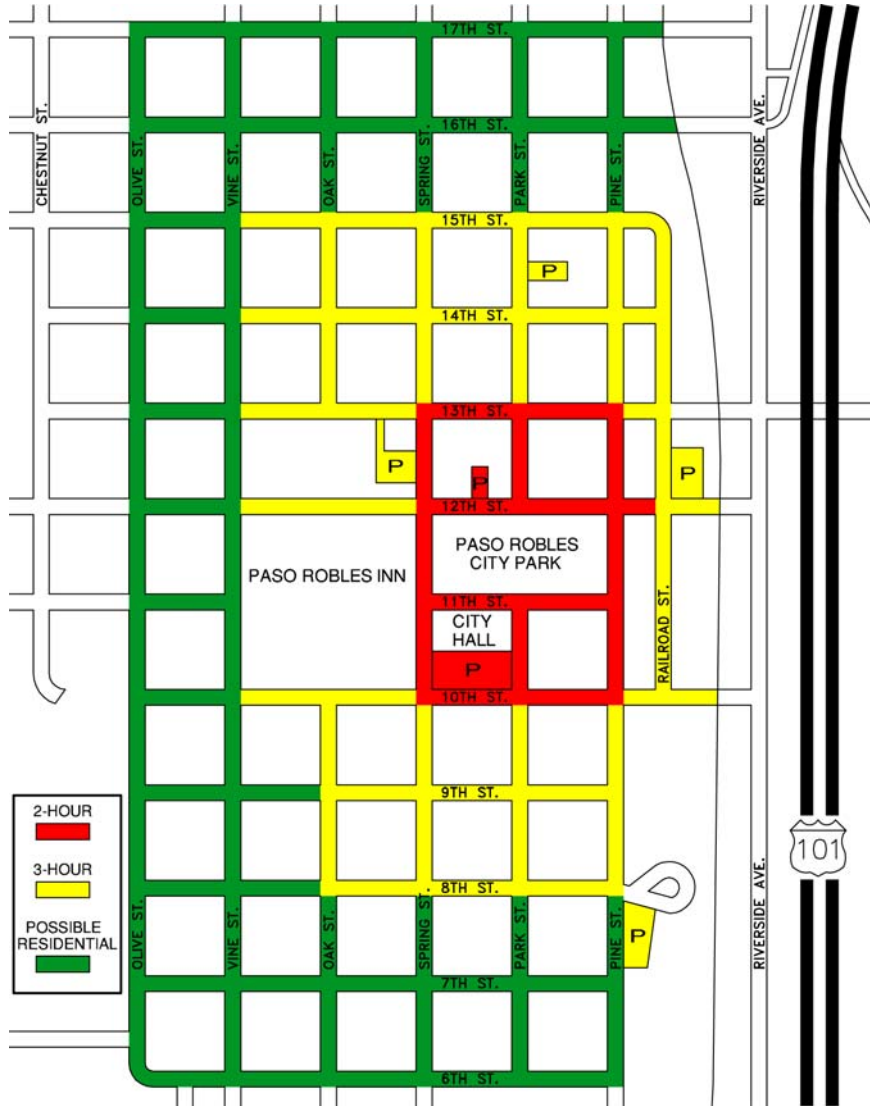 17TH ST.
CHESTNUT ST.
OLIVE ST.
VINE ST.
OAK ST.
SPRING ST.
PARK ST.
PINE ST.
RIVERSIDE AVE.
16TH ST.
15TH ST.
P
14TH ST.
13TH ST.
P
P
P
12TH ST.
PASO ROBLES INN
PASO ROBLES
CITY PARK
11TH ST.
CITY
HALL
P
RAILROAD ST.
10TH ST.
9TH ST.
8TH ST.
2-HOUR
3-HOUR
POSSIBLE
RESIDENTIAL
101
OLIVE ST.
VINE ST.
OAK ST.
SPRING ST.
PARK ST.
PINE ST.
P
RIVERSIDE AVE.
7TH ST.
6TH ST.